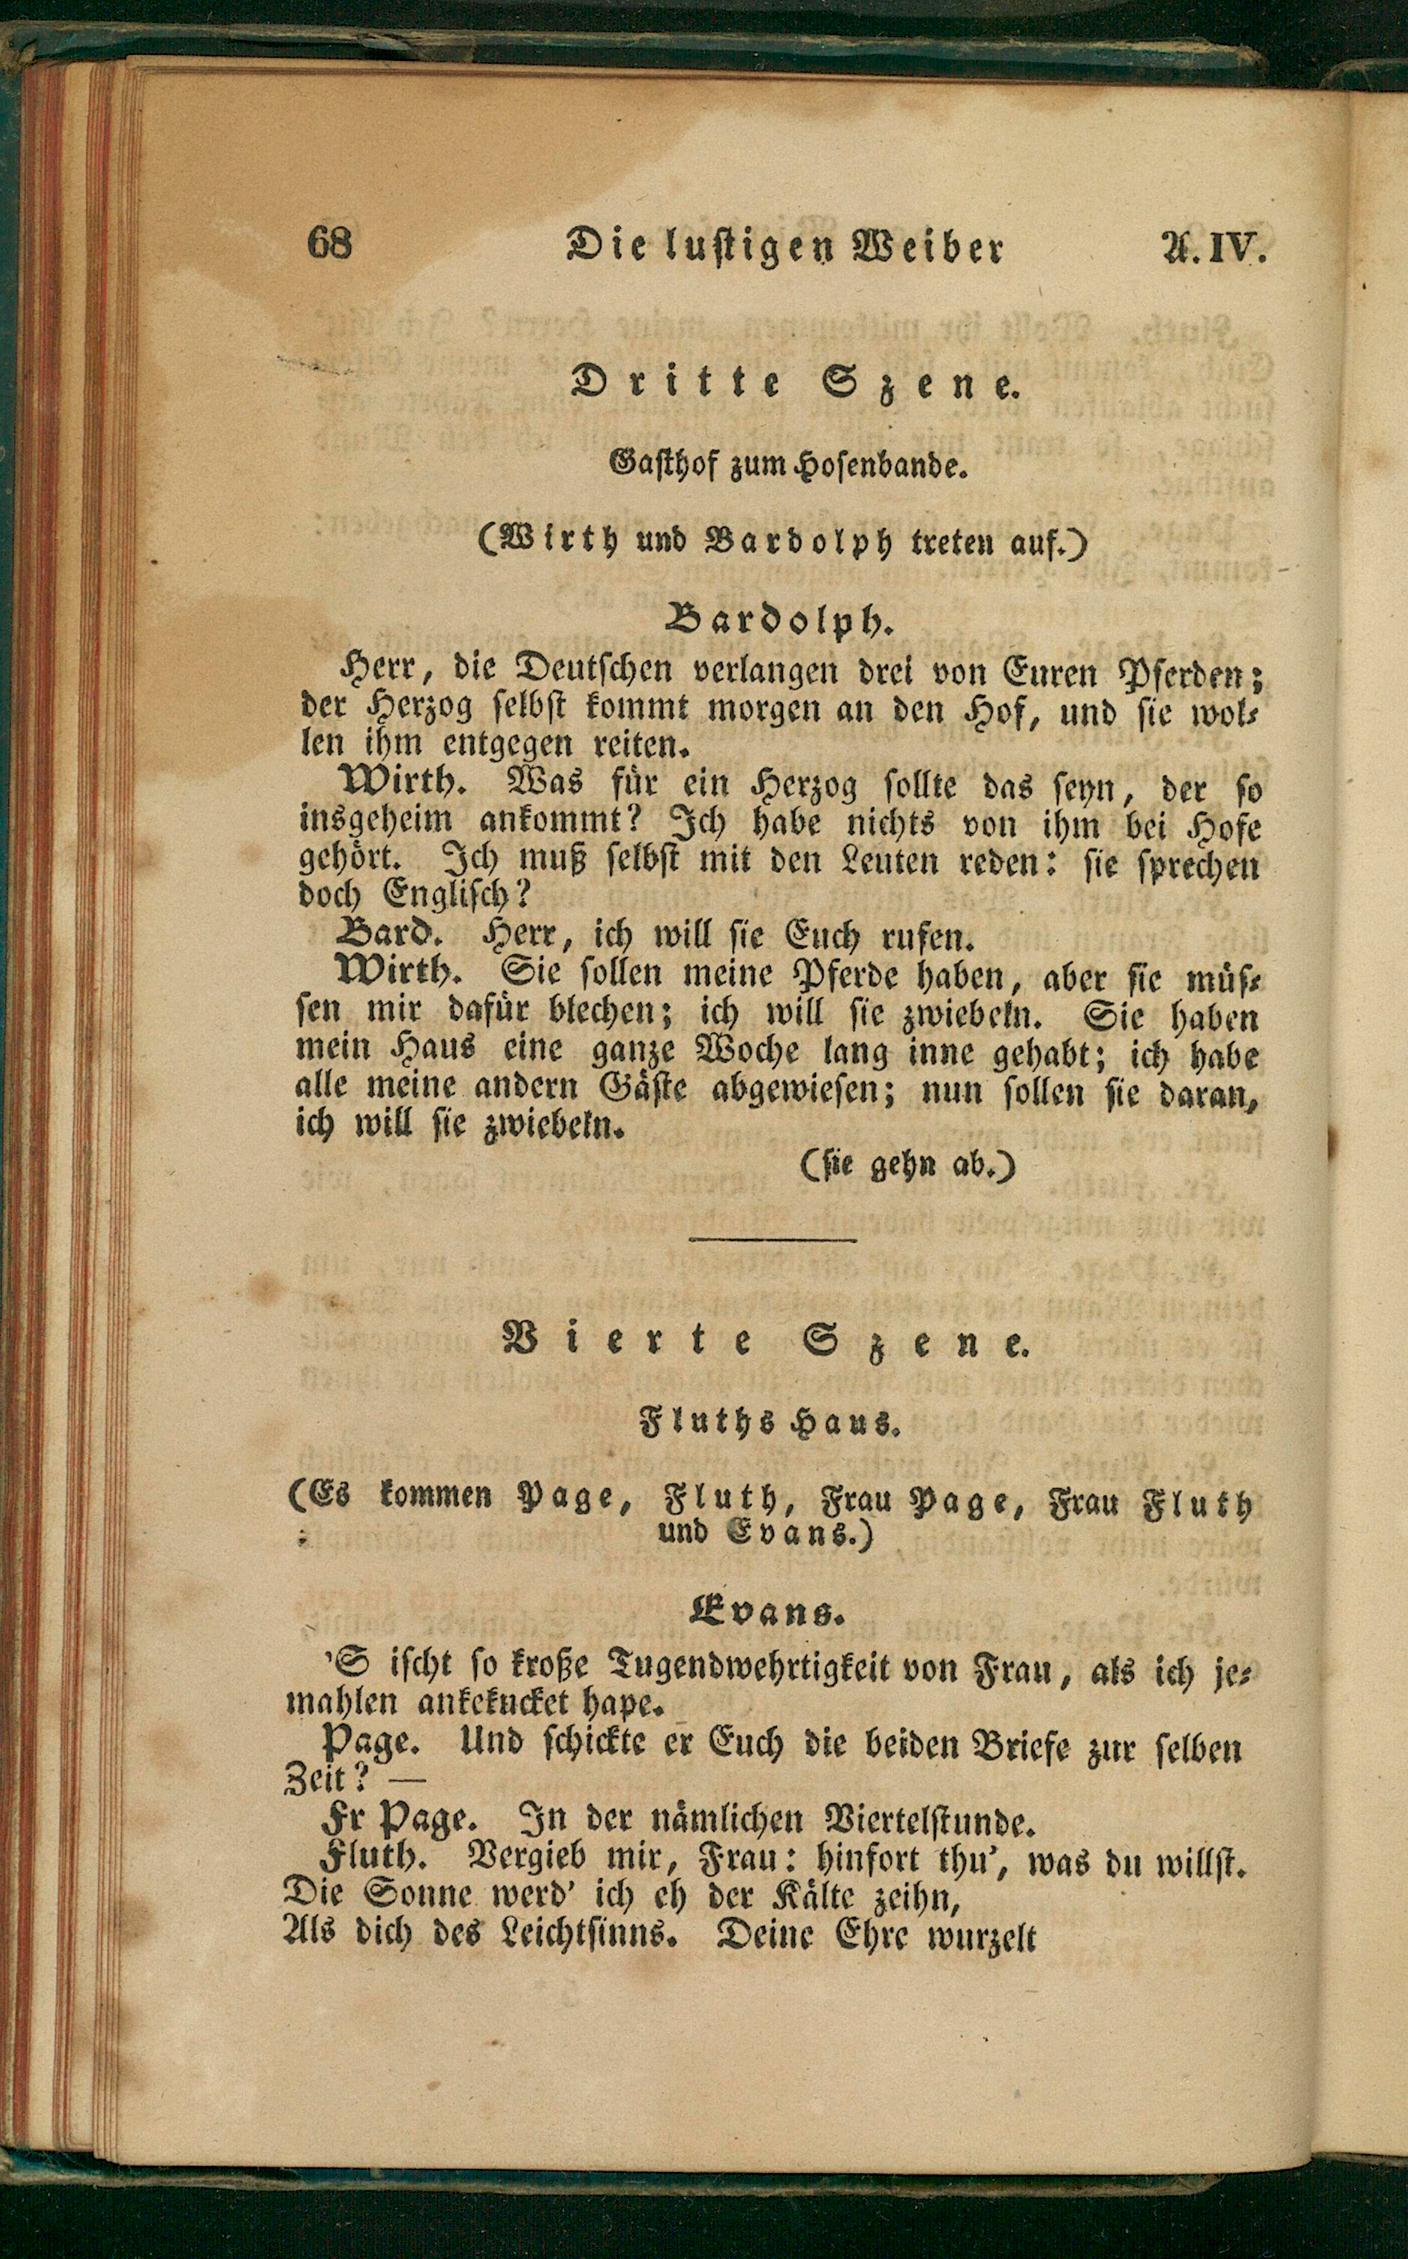 68 Die lustigen Weiber A. IV.
Dritte Szene.
Gasthof zum Hosenbande.
(Wirth und Bardolph treten auf.)
Bardolph.
Herr, die Deutschen verlangen drei von Euren Pferden;
der Herzog selbst kommt morgen an den Hof, und sie wol-
len ihm entgegen reiten.
Wirth. Was für ein Herzog sollte das seyn, der so
insgeheim ankommt? Ich habe nichts von ihm bei Hofe
gehört. Ich muß selbst mit den Leuten reden: sie sprechen
doch Englisch?
Bard. Herr, ich will sie Euch rufen.
Wirth. Sie sollen meine Pferde haben, aber sie müs-
sen mir dafür blechen; ich will sie zwiebeln. Sie haben
mein Haus eine ganze Woche lang inne gehabt; ich habe
alle meine andern Gäste abgewiesen; nun sollen sie daran,
ich will sie zwiebeln.
(sie gehn ab.)
Vierte Szene.
Fluths Haus.
(Es kommen Page, Fluth, Frau Page, Frau Fluth
und Evans.)
Evans.
'S ischt so kroße Tugendwehrtigkeit von Frau, als ich je-
mahlen ankekucket hape.
Page. Und schickte er Euch die beiden Briefe zur selben
Zeit? —
Fr Page. In der nämlichen Viertelstunde.
Fluth. Vergieb mir, Frau: hinfort thu', was du willst.
Die Sonne werd' ich eh der Kälte zeihn,
Als dich des Leichtsinns. Deine Ehre wurzelt